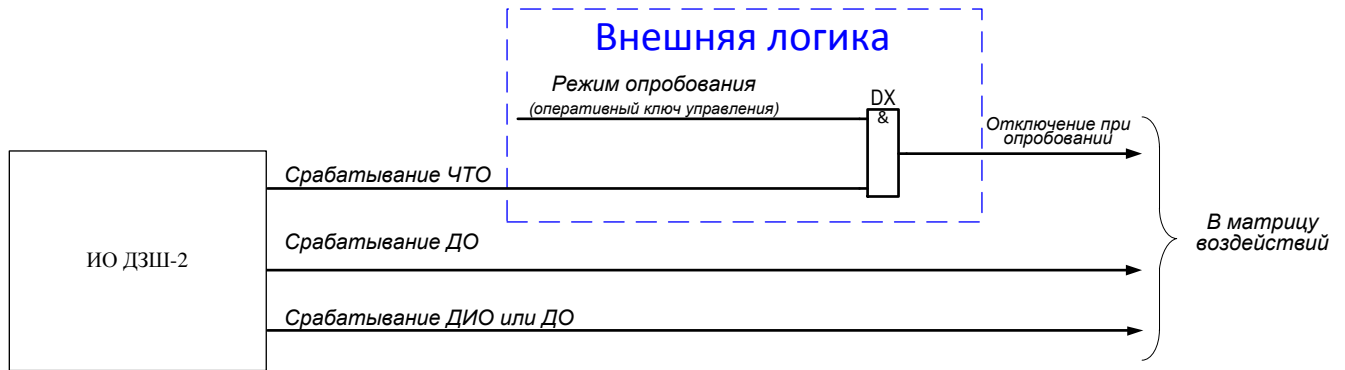 Внешняя логика
Режим опробования
(оперативный ключ управления)
DX
&
Отключение при
опробований
Срабатывание ЧТО
Срабатывание ДО
ИО ДЗШ-2
Срабатывание ДИО или ДО
В матрицу
воздействий